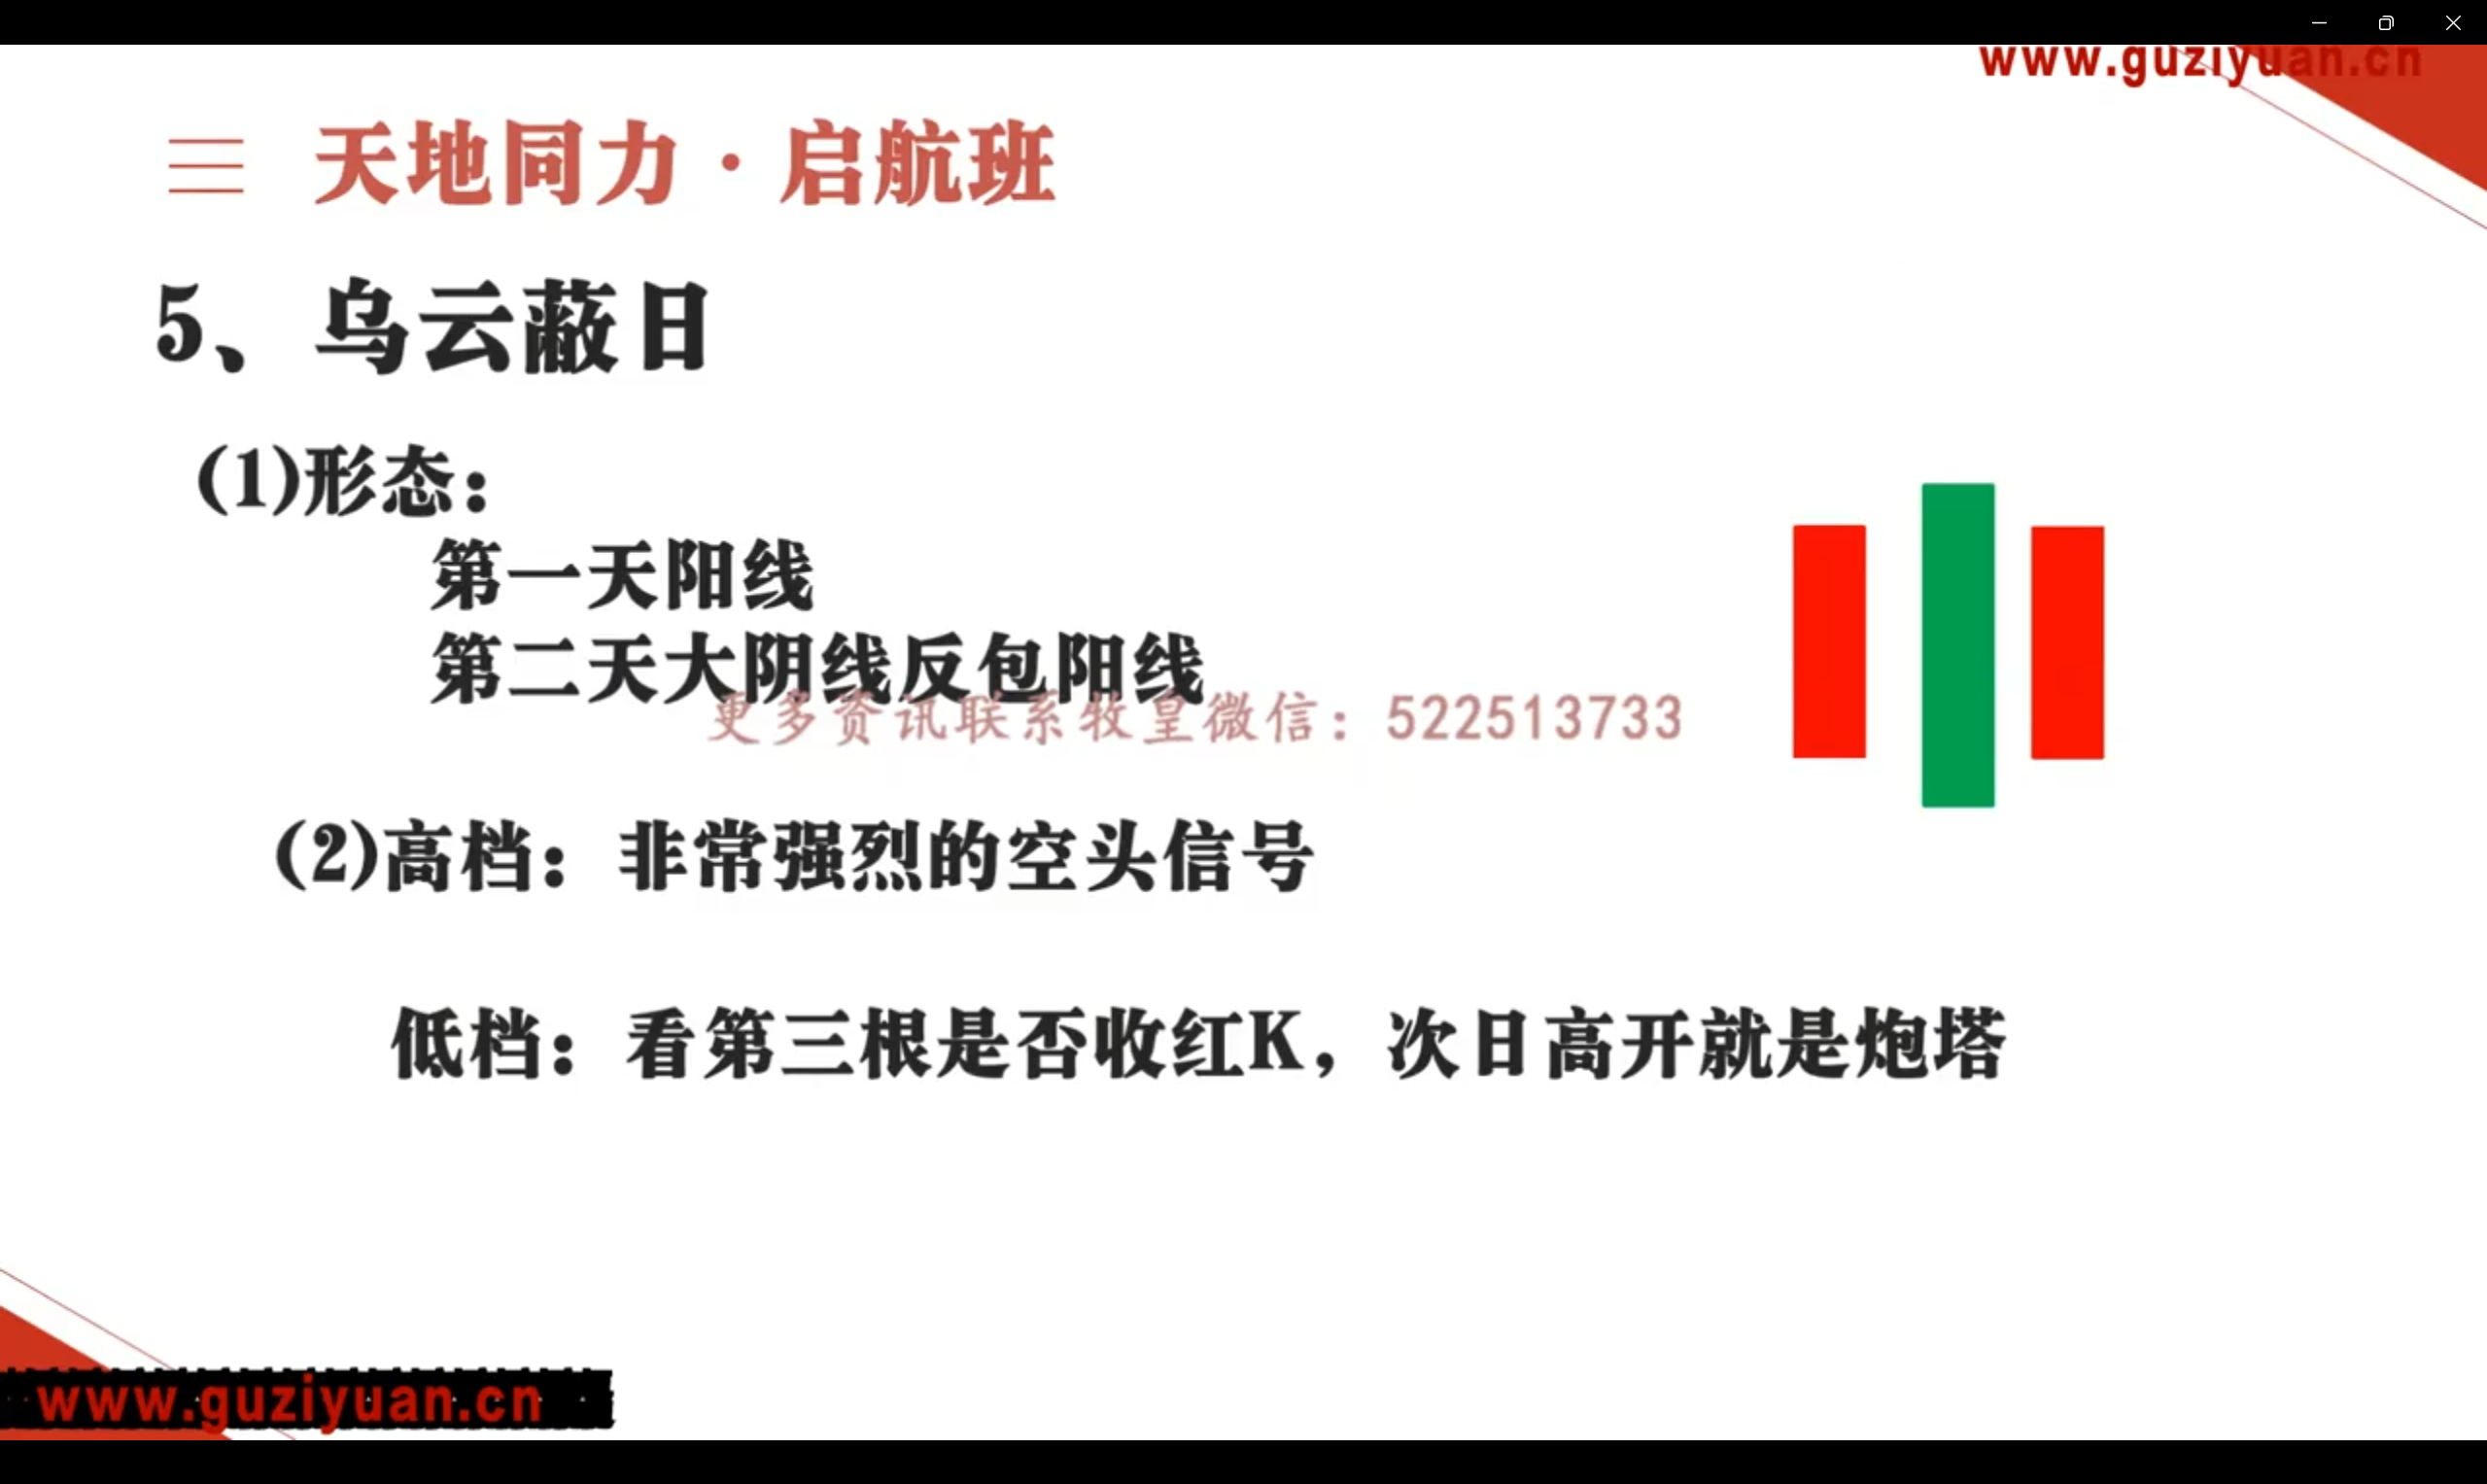 www.guziyuan.cn
天地同力·启航班
5、乌云蔽日
(1)形态：
第一天阳线
第二天大阴线反包阳线
更多资讯联系牧皇微信：522513733
(2)高档：非常强烈的空头信号
低档：看第三根是否收红K，次日高开就是炮塔
www.guziyuan.cn